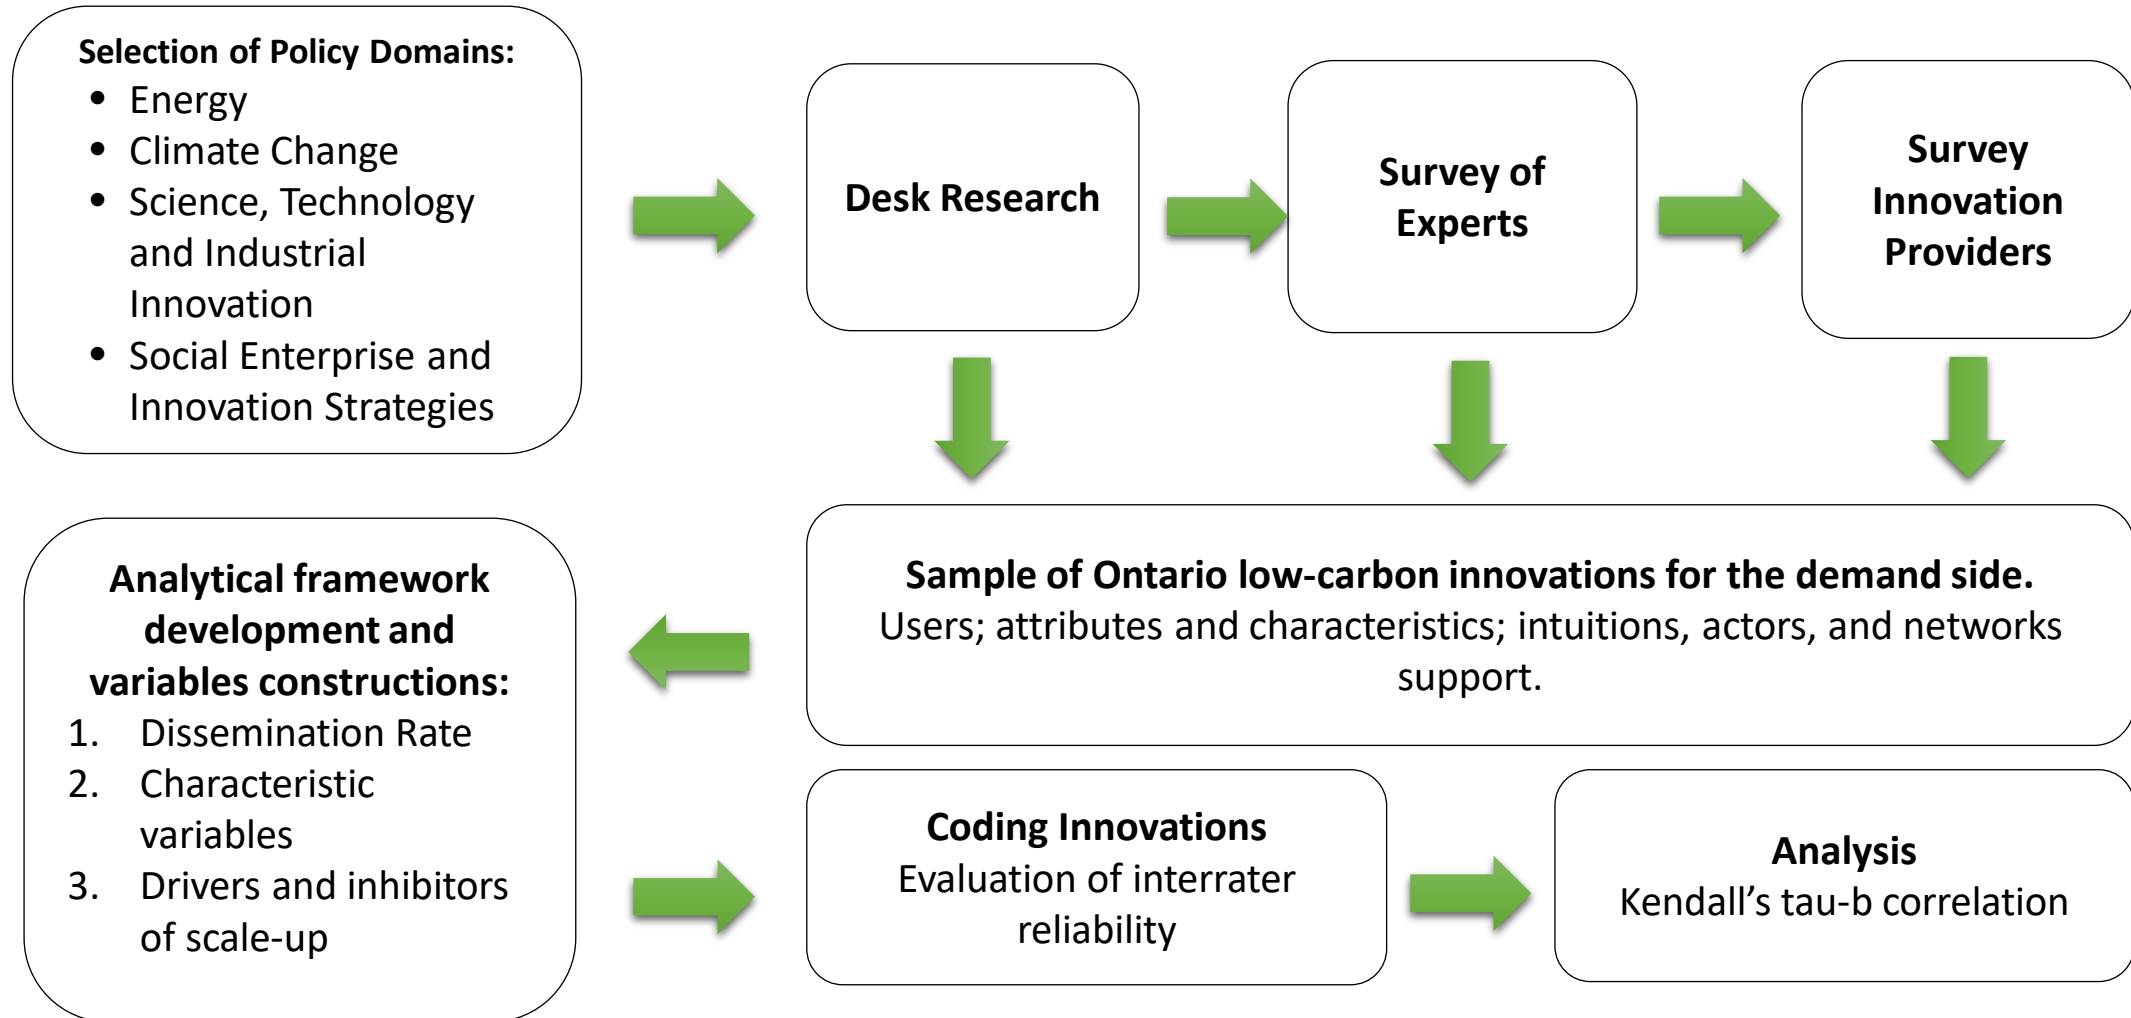 Selection of Policy Domains:
• Energy
• Climate Change
• Science, Technology
and Industrial
Innovation
• Social Enterprise and
Innovation Strategies
Desk Research
Survey of
Experts
Survey
Innovation
Providers
Sample of Ontario low-carbon innovations for the demand side.
Users; attributes and characteristics; intuitions, actors, and networks
support.
Analytical framework
development and
variables constructions:
1. Dissemination Rate
2. Characteristic
variables
3. Drivers and inhibitors
of scale-up
Coding Innovations
Evaluation of interrater
reliability
Analysis
Kendall’s tau-b correlation